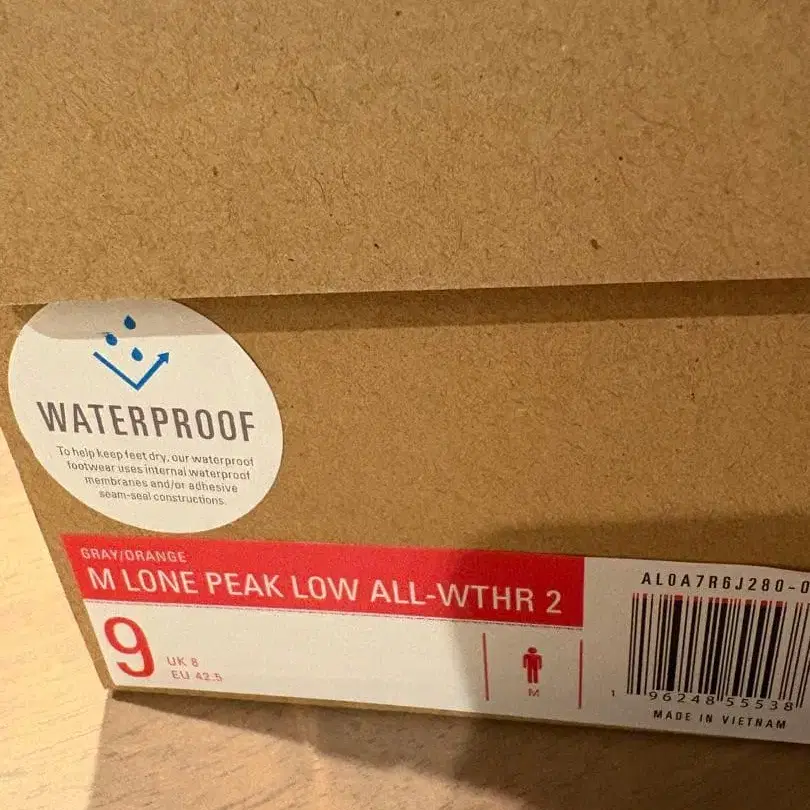 WATERPROOF
To help keep feet dry, our waterproof
footwear uses internal waterproof
membranes and/or adhesive
seam-seal constructions.
GRAY/ORANGE
M LONE PEAK LOW ALL-WTHR 2
9
UK 8
EU 42.5
M
AL0A7R6J280-0
1 96248 55538
MADE IN VIETNAM